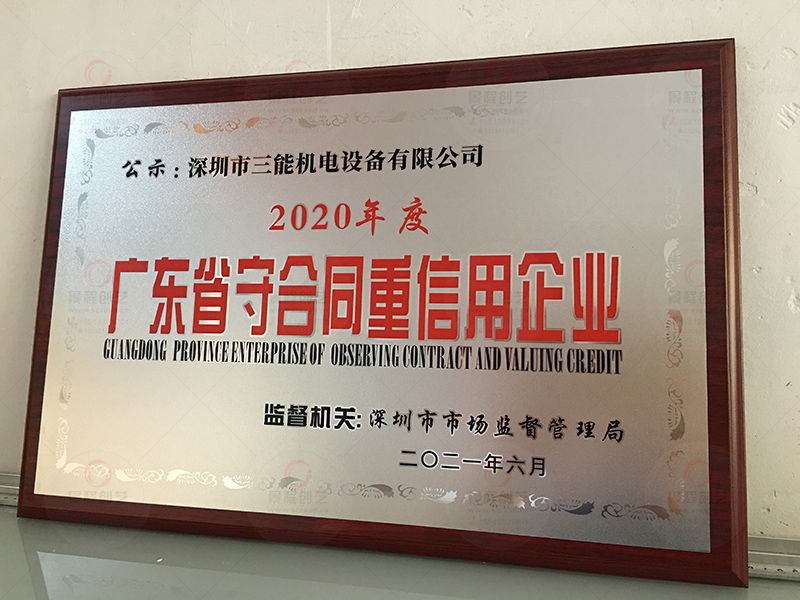 公示：深圳市三能机电设备有限公司
2020年度
广东省守合同重信用企业
GUANGDONG PROVINCE ENTERPRISE OF OBSERVING CONTRACT AND VALUING CREDIT
监督机关:深圳市市场监督管理局
二〇二一年六月